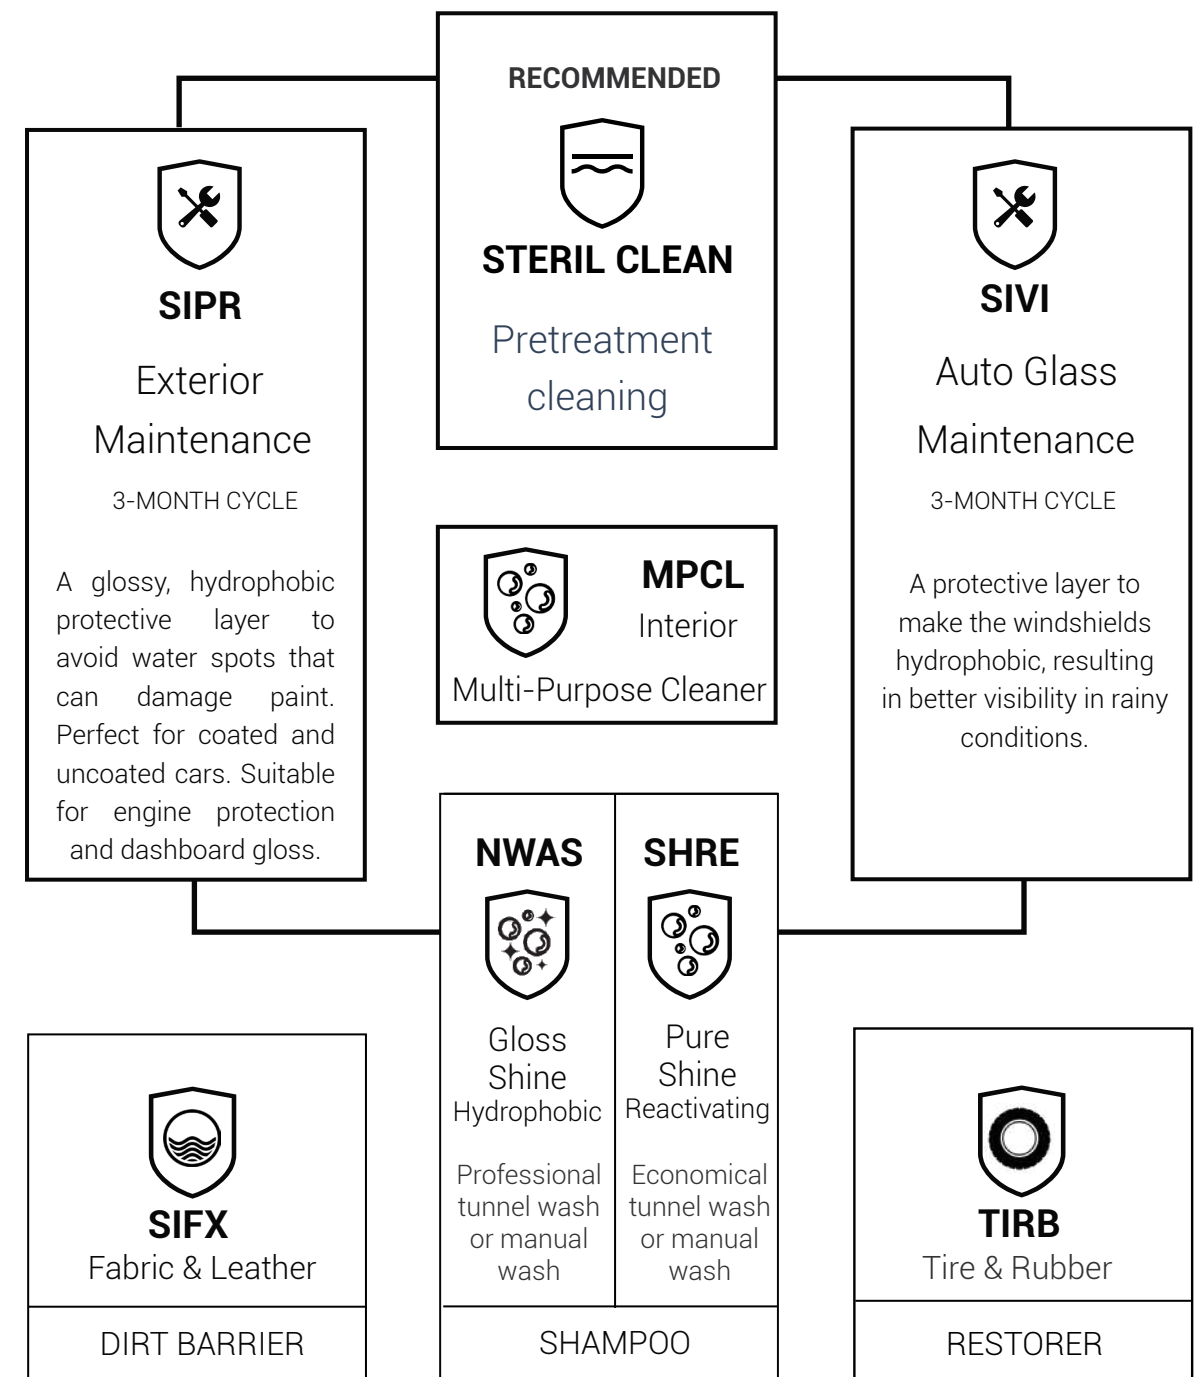 RECOMMENDED
STERIL CLEAN
Pretreatment
cleaning
SIPR
Exterior
Maintenance
3-MONTH CYCLE
A glossy, hydrophobic
protective layer to
avoid water spots that
can damage paint.
Perfect for coated and
uncoated cars. Suitable
for engine protection
and dashboard gloss.
SIVI
Auto Glass
Maintenance
3-MONTH CYCLE
A protective layer to
make the windshields
hydrophobic, resulting
in better visibility in rainy
conditions.
MPCL
Interior
Multi-Purpose Cleaner
NWAS
Gloss
Shine
Hydrophobic
Professional
tunnel wash
or manual
wash
SHRE
Pure
Shine
Reactivating
Economical
tunnel wash
or manual
wash
SHAMPOO
SIFX
Fabric & Leather
DIRT BARRIER
TIRB
Tire & Rubber
RESTORER